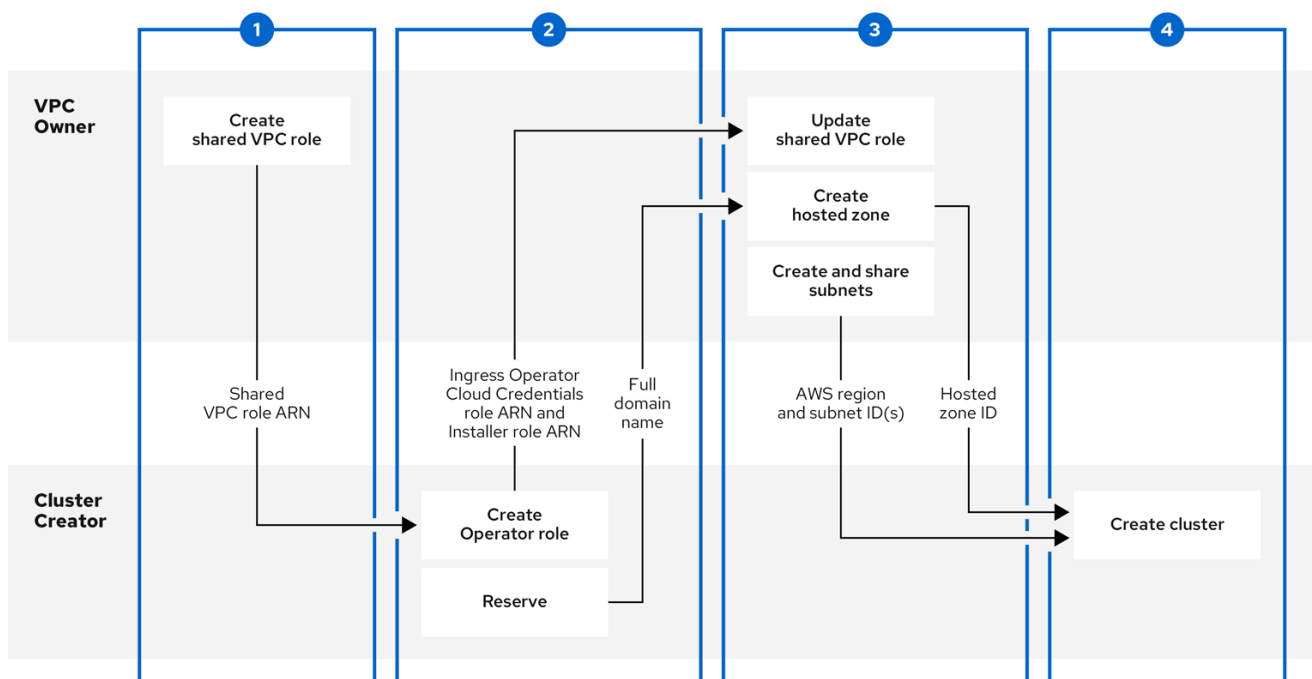 1
2
3
4
VPC
Owner
Create
shared VPC role
Update
shared VPC role
Create
hosted zone
Create and share
subnets
Shared
VPC role ARN
Ingress Operator
Cloud Credentials
role ARN and
Installer role ARN
Full
domain
name
AWS region
and subnet ID(s)
Hosted
zone ID
Cluster
Creator
Create
Operator role
Reserve
Create cluster